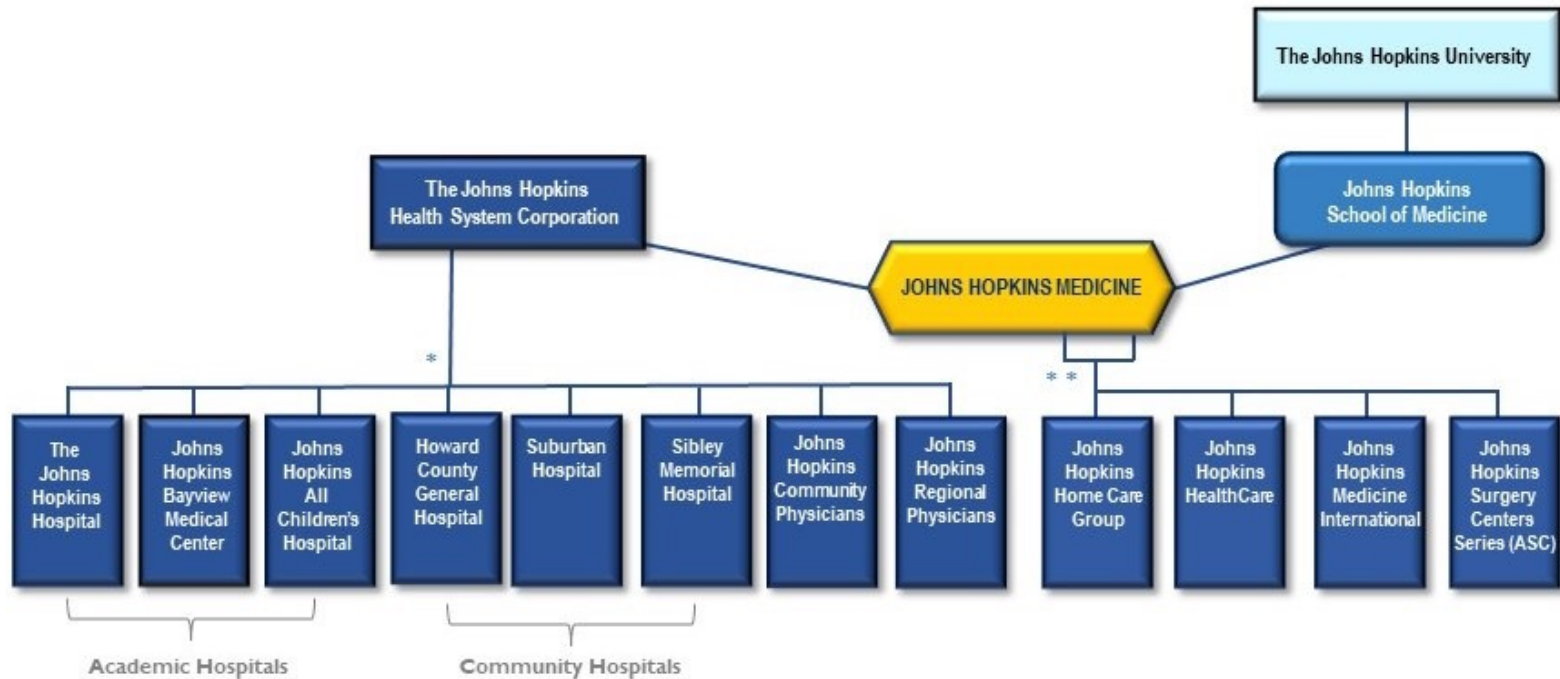 The Johns Hopkins University
The Johns Hopkins
Health System Corporation
Johns Hopkins
School of Medicine
JOHNS HOPKINS MEDICINE
*
* *
The
Johns
Hopkins
Hospital
Johns
Hopkins
Bayview
Medical
Center
Johns
Hopkins
All
Children's
Hospital
Howard
County
General
Hospital
Suburban
Hospital
Sibley
Memorial
Hospital
Johns
Hopkins
Community
Physicians
Johns
Hopkins
Regional
Physicians
Johns
Hopkins
Home Care
Group
Johns
Hopkins
HealthCare
Johns
Hopkins
Medicine
International
Johns
Hopkins
Surgery
Centers
Series (ASC)
Academic Hospitals
Community Hospitals